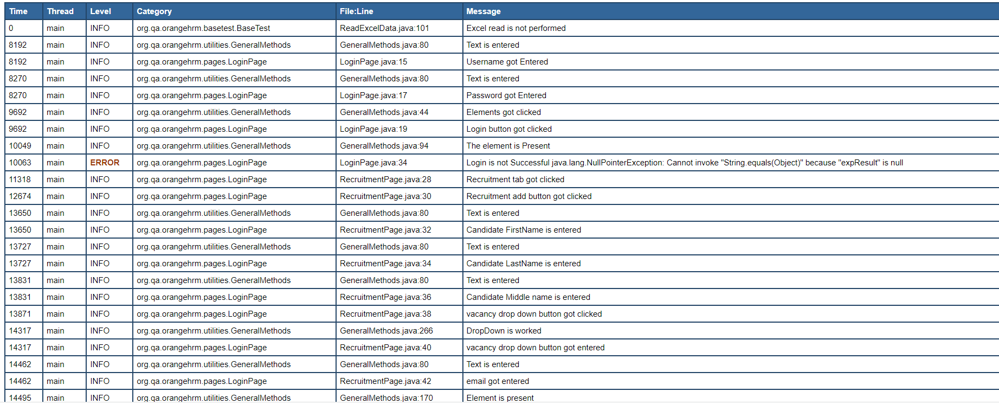 Time Thread Level Category File:Line Message
0 main INFO org.qa.orangehrm.basetest.BaseTest ReadExcelData.java:101 Excel read is not performed
8192 main INFO org.qa.orangehrm.utilities.GeneralMethods GeneralMethods.java:80 Text is entered
8192 main INFO org.qa.orangehrm.pages.LoginPage LoginPage.java:15 Username got Entered
8270 main INFO org.qa.orangehrm.utilities.GeneralMethods GeneralMethods.java:80 Text is entered
8270 main INFO org.qa.orangehrm.pages.LoginPage LoginPage.java:17 Password got Entered
9692 main INFO org.qa.orangehrm.utilities.GeneralMethods GeneralMethods.java:44 Elements got clicked
9692 main INFO org.qa.orangehrm.pages.LoginPage LoginPage.java:19 Login button got clicked
10049 main INFO org.qa.orangehrm.utilities.GeneralMethods GeneralMethods.java:94 The element is Present
10063 main ERROR org.qa.orangehrm.pages.LoginPage LoginPage.java:34 Login is not Successful java.lang.NullPointerException: Cannot invoke "String.equals(Object)" because "expResult" is null
11318 main INFO org.qa.orangehrm.pages.LoginPage RecruitmentPage.java:28 Recruitment tab got clicked
12674 main INFO org.qa.orangehrm.pages.LoginPage RecruitmentPage.java:30 Recruitment add button got clicked
13650 main INFO org.qa.orangehrm.utilities.GeneralMethods GeneralMethods.java:80 Text is entered
13650 main INFO org.qa.orangehrm.pages.LoginPage RecruitmentPage.java:32 Candidate FirstName is entered
13727 main INFO org.qa.orangehrm.utilities.GeneralMethods GeneralMethods.java:80 Text is entered
13727 main INFO org.qa.orangehrm.pages.LoginPage RecruitmentPage.java:34 Candidate LastName is entered
13831 main INFO org.qa.orangehrm.utilities.GeneralMethods GeneralMethods.java:80 Text is entered
13831 main INFO org.qa.orangehrm.pages.LoginPage RecruitmentPage.java:36 Candidate Middle name is entered
13871 main INFO org.qa.orangehrm.pages.LoginPage RecruitmentPage.java:38 vacancy drop down button got clicked
14317 main INFO org.qa.orangehrm.utilities.GeneralMethods GeneralMethods.java:266 DropDown is worked
14317 main INFO org.qa.orangehrm.pages.LoginPage RecruitmentPage.java:40 vacancy drop down button got entered
14462 main INFO org.qa.orangehrm.utilities.GeneralMethods GeneralMethods.java:80 Text is entered
14462 main INFO org.qa.orangehrm.pages.LoginPage RecruitmentPage.java:42 email got entered
14495 main INFO org.qa.orangehrm.utilities.GeneralMethods GeneralMethods.java:170 Element is present